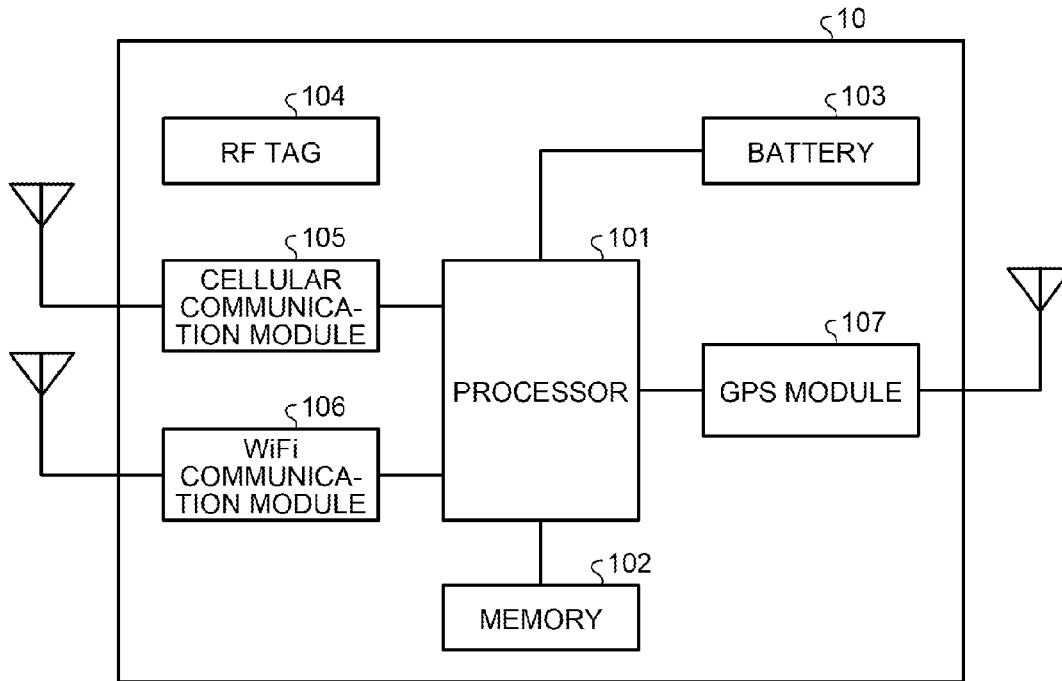 10
104
RF TAG
103
BATTERY
105
CELLULAR
COMMUNICA-
TION MODULE
101
PROCESSOR
107
GPS MODULE
106
WiFi
COMMUNICA-
TION MODULE
102
MEMORY